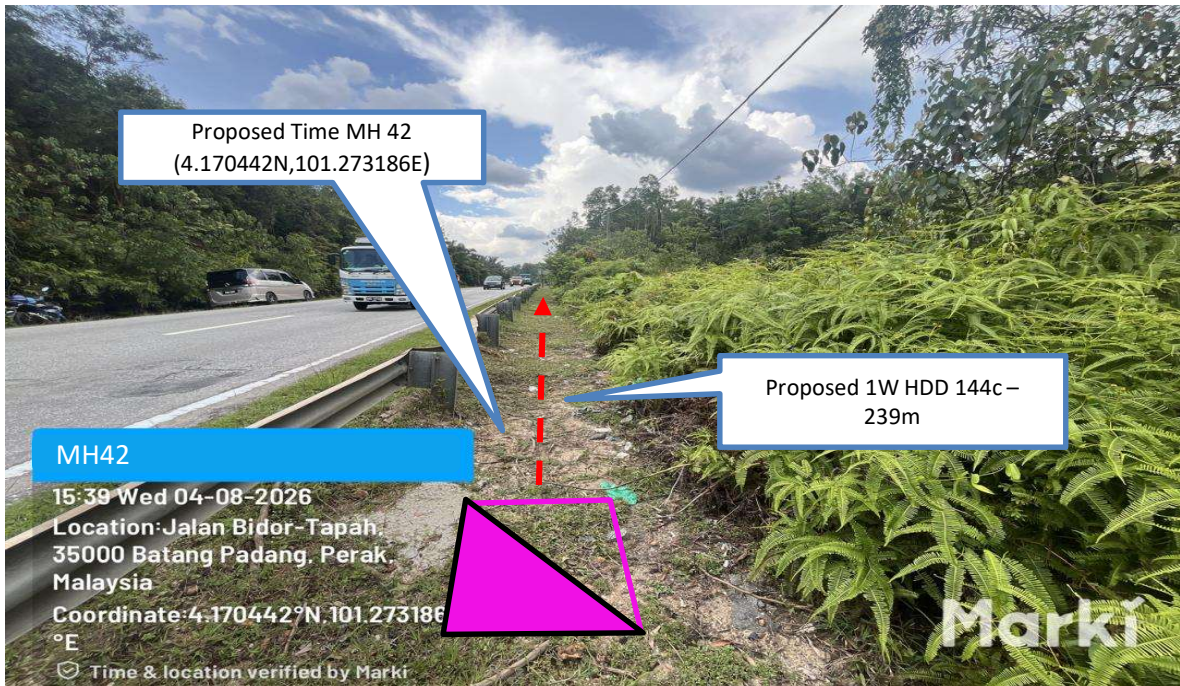 Proposed Time MH 42
(4.170442N,101.273186E)
Proposed 1W HDD 144c –
239m
MH42
15:39 Wed 04-08-2026
Location:Jalan Bidor-Tapah,
35000 Batang Padang, Perak,
Malaysia
Coordinate:4.170442°N,101.273186
°E
Time & location verified by Marki
Marki